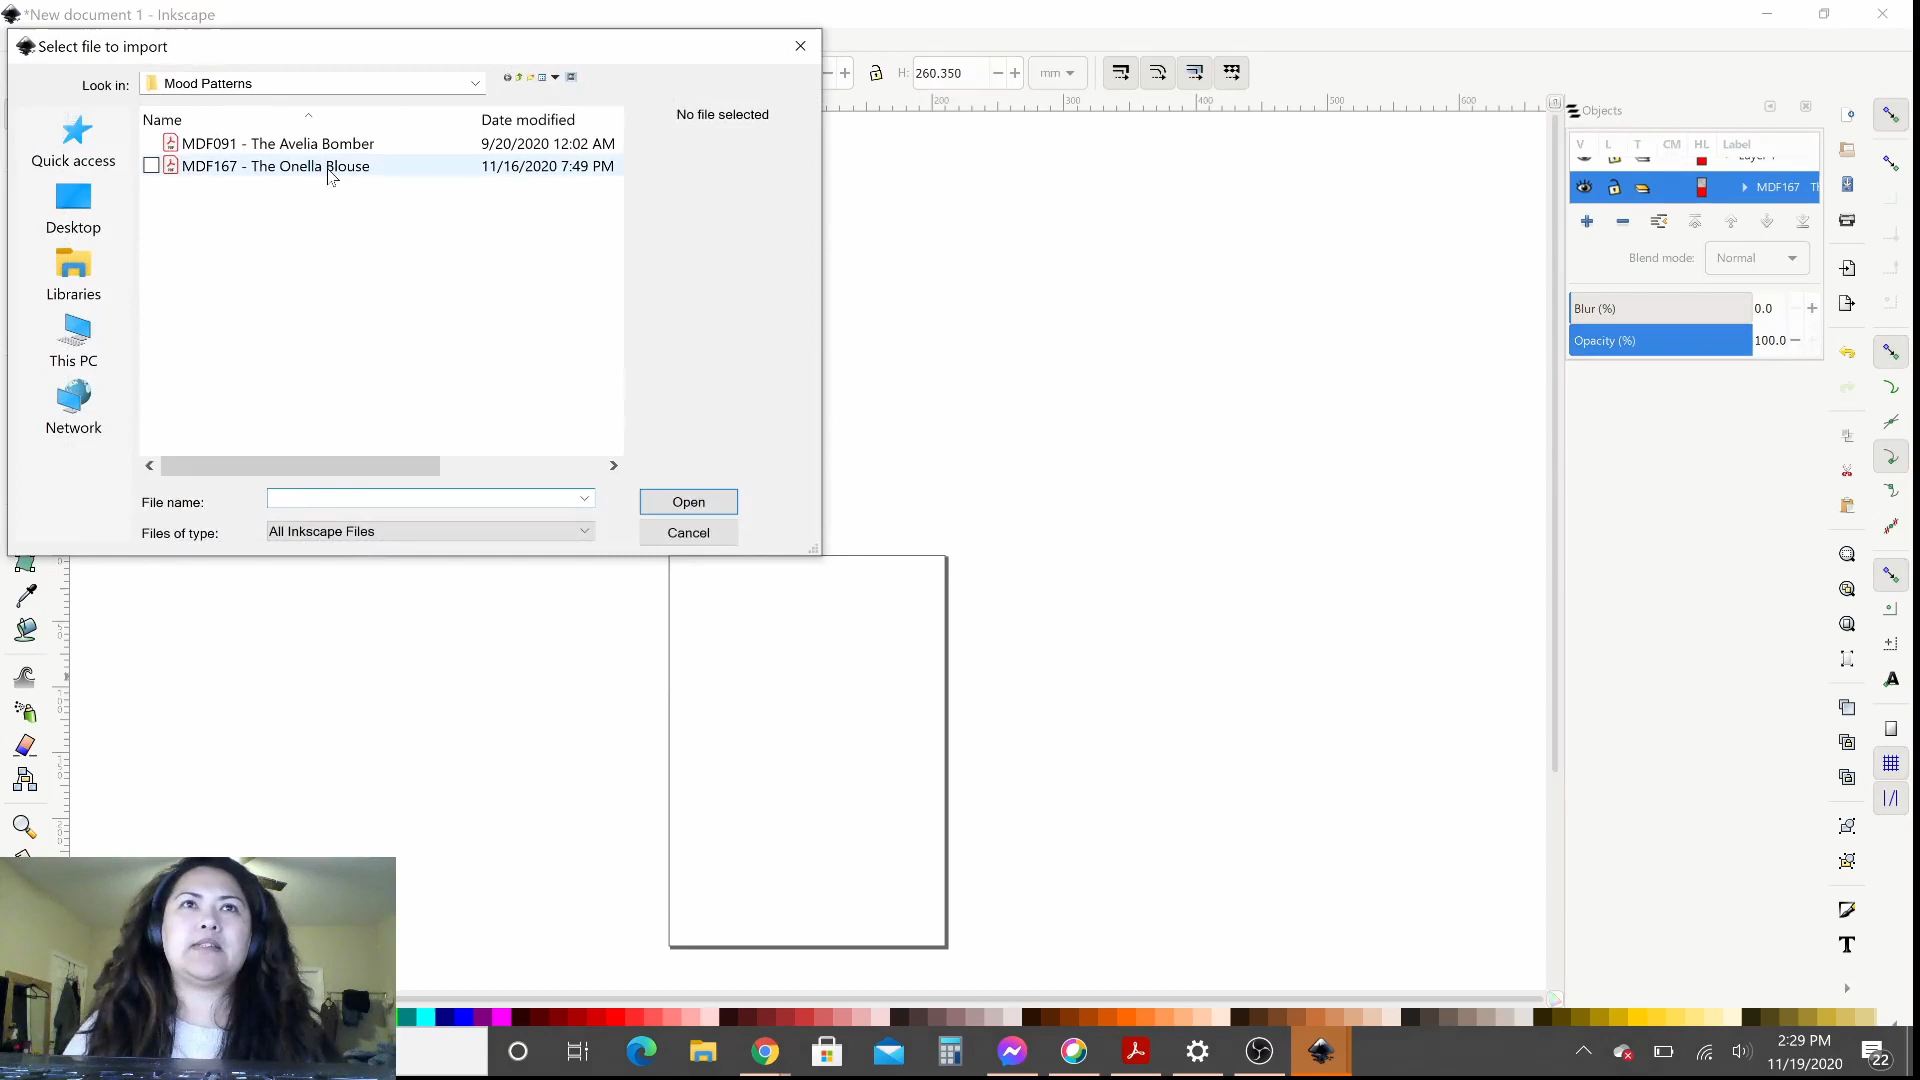 *New document 1 - Inkscape
Select file to import
Look in:
Mood Patterns
Name
Date modified
MDF091 - The Avelia Bomber
9/20/2020 12:02 AM
MDF167 - The Onella Blouse
11/16/2020 7:49 PM
No file selected
Quick access
Desktop
Libraries
This PC
Network
File name:
Open
Files of type:
All Inkscape Files
Cancel
H:
260.350
mm
200
300
400
500
600
Objects
V
L
T
CM
HL
Label
MDF167
Blend mode:
Normal
Blur (%)
0.0
Opacity (%)
100.0
2:29 PM
11/19/2020
22